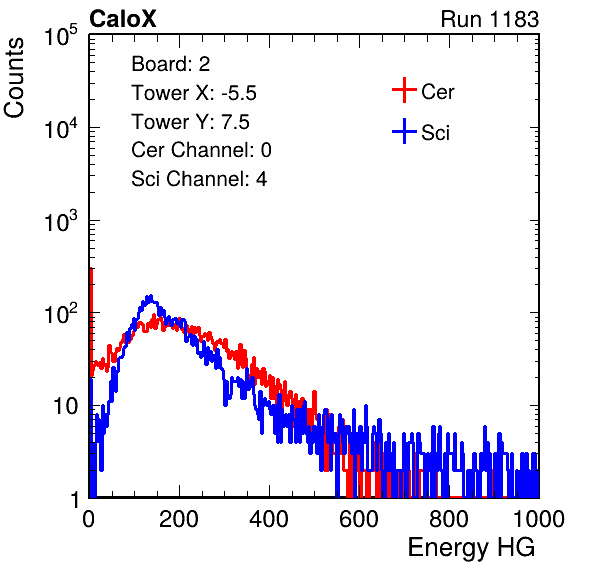 CaloX Run 1183
Counts
10^5
10^4
10^3
10^2
10
1
Board: 2
Tower X: -5.5
Tower Y: 7.5
Cer Channel: 0
Sci Channel: 4
Cer
Sci
0 200 400 600 800 1000
Energy HG